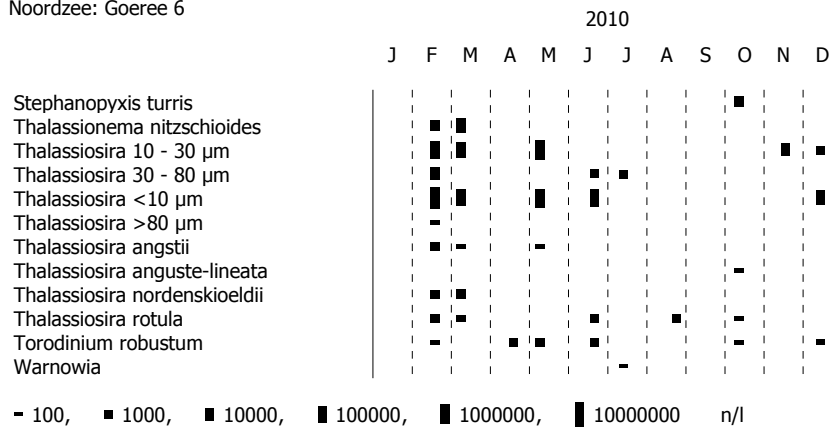 Noordzee: Goeree 6
2010
J F M A M J J A S O N D
Stephanopyxis turris
Thalassionema nitzschioides
Thalassiosira 10 - 30 µm
Thalassiosira 30 - 80 µm
Thalassiosira <10 µm
Thalassiosira >80 µm
Thalassiosira angstii
Thalassiosira anguste-lineata
Thalassiosira nordenskioeldii
Thalassiosira rotula
Torodinium robustum
Warnowia
100, 1000, 10000, 100000, 1000000, 10000000 n/l